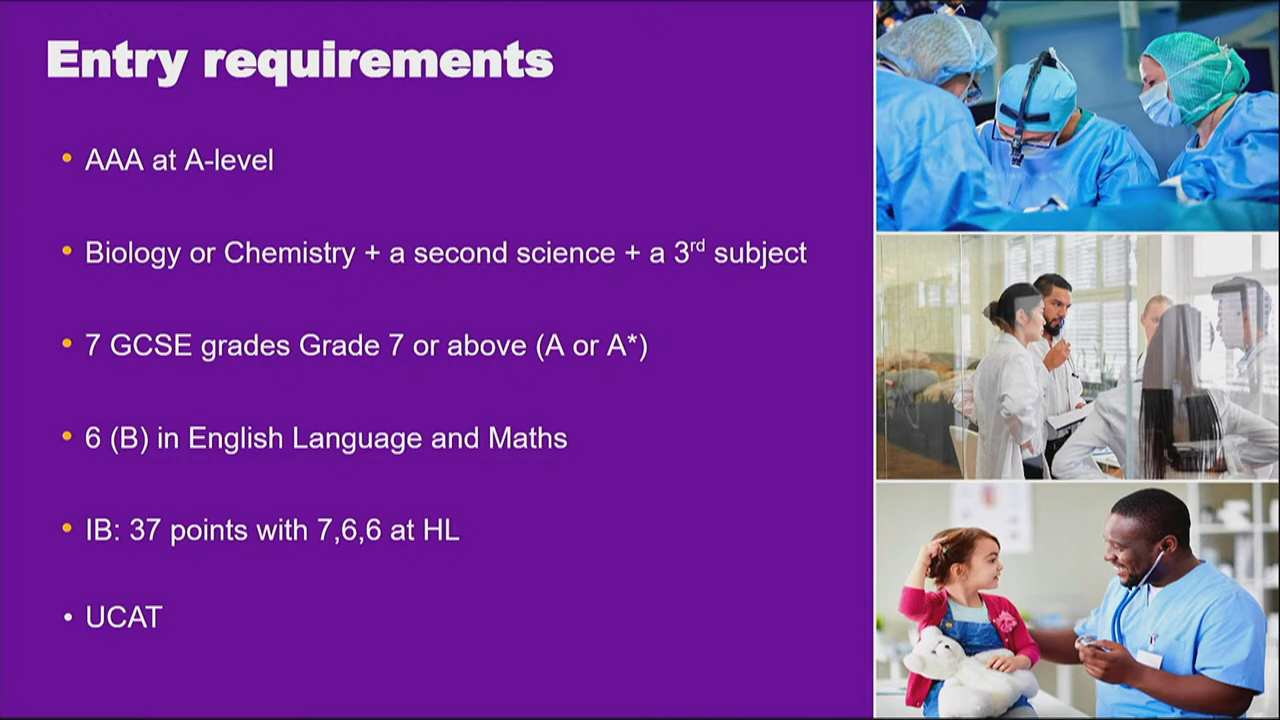 Entry requirements
• AAA at A-level
• Biology or Chemistry + a second science + a 3rd subject
• 7 GCSE grades Grade 7 or above (A or A*)
• 6 (B) in English Language and Maths
• IB: 37 points with 7,6,6 at HL
• UCAT